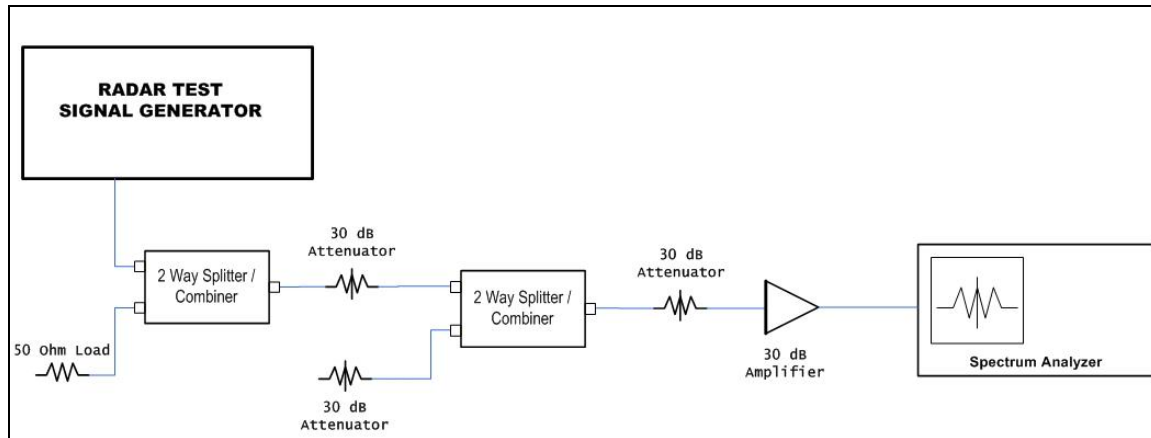 RADAR TEST
SIGNAL GENERATOR
30 dB
Attenuator
30 dB
Attenuator
2 Way Splitter /
Combiner
2 Way Splitter /
Combiner
50 Ohm Load
30 dB
Attenuator
30 dB
Amplifier
Spectrum Analyzer